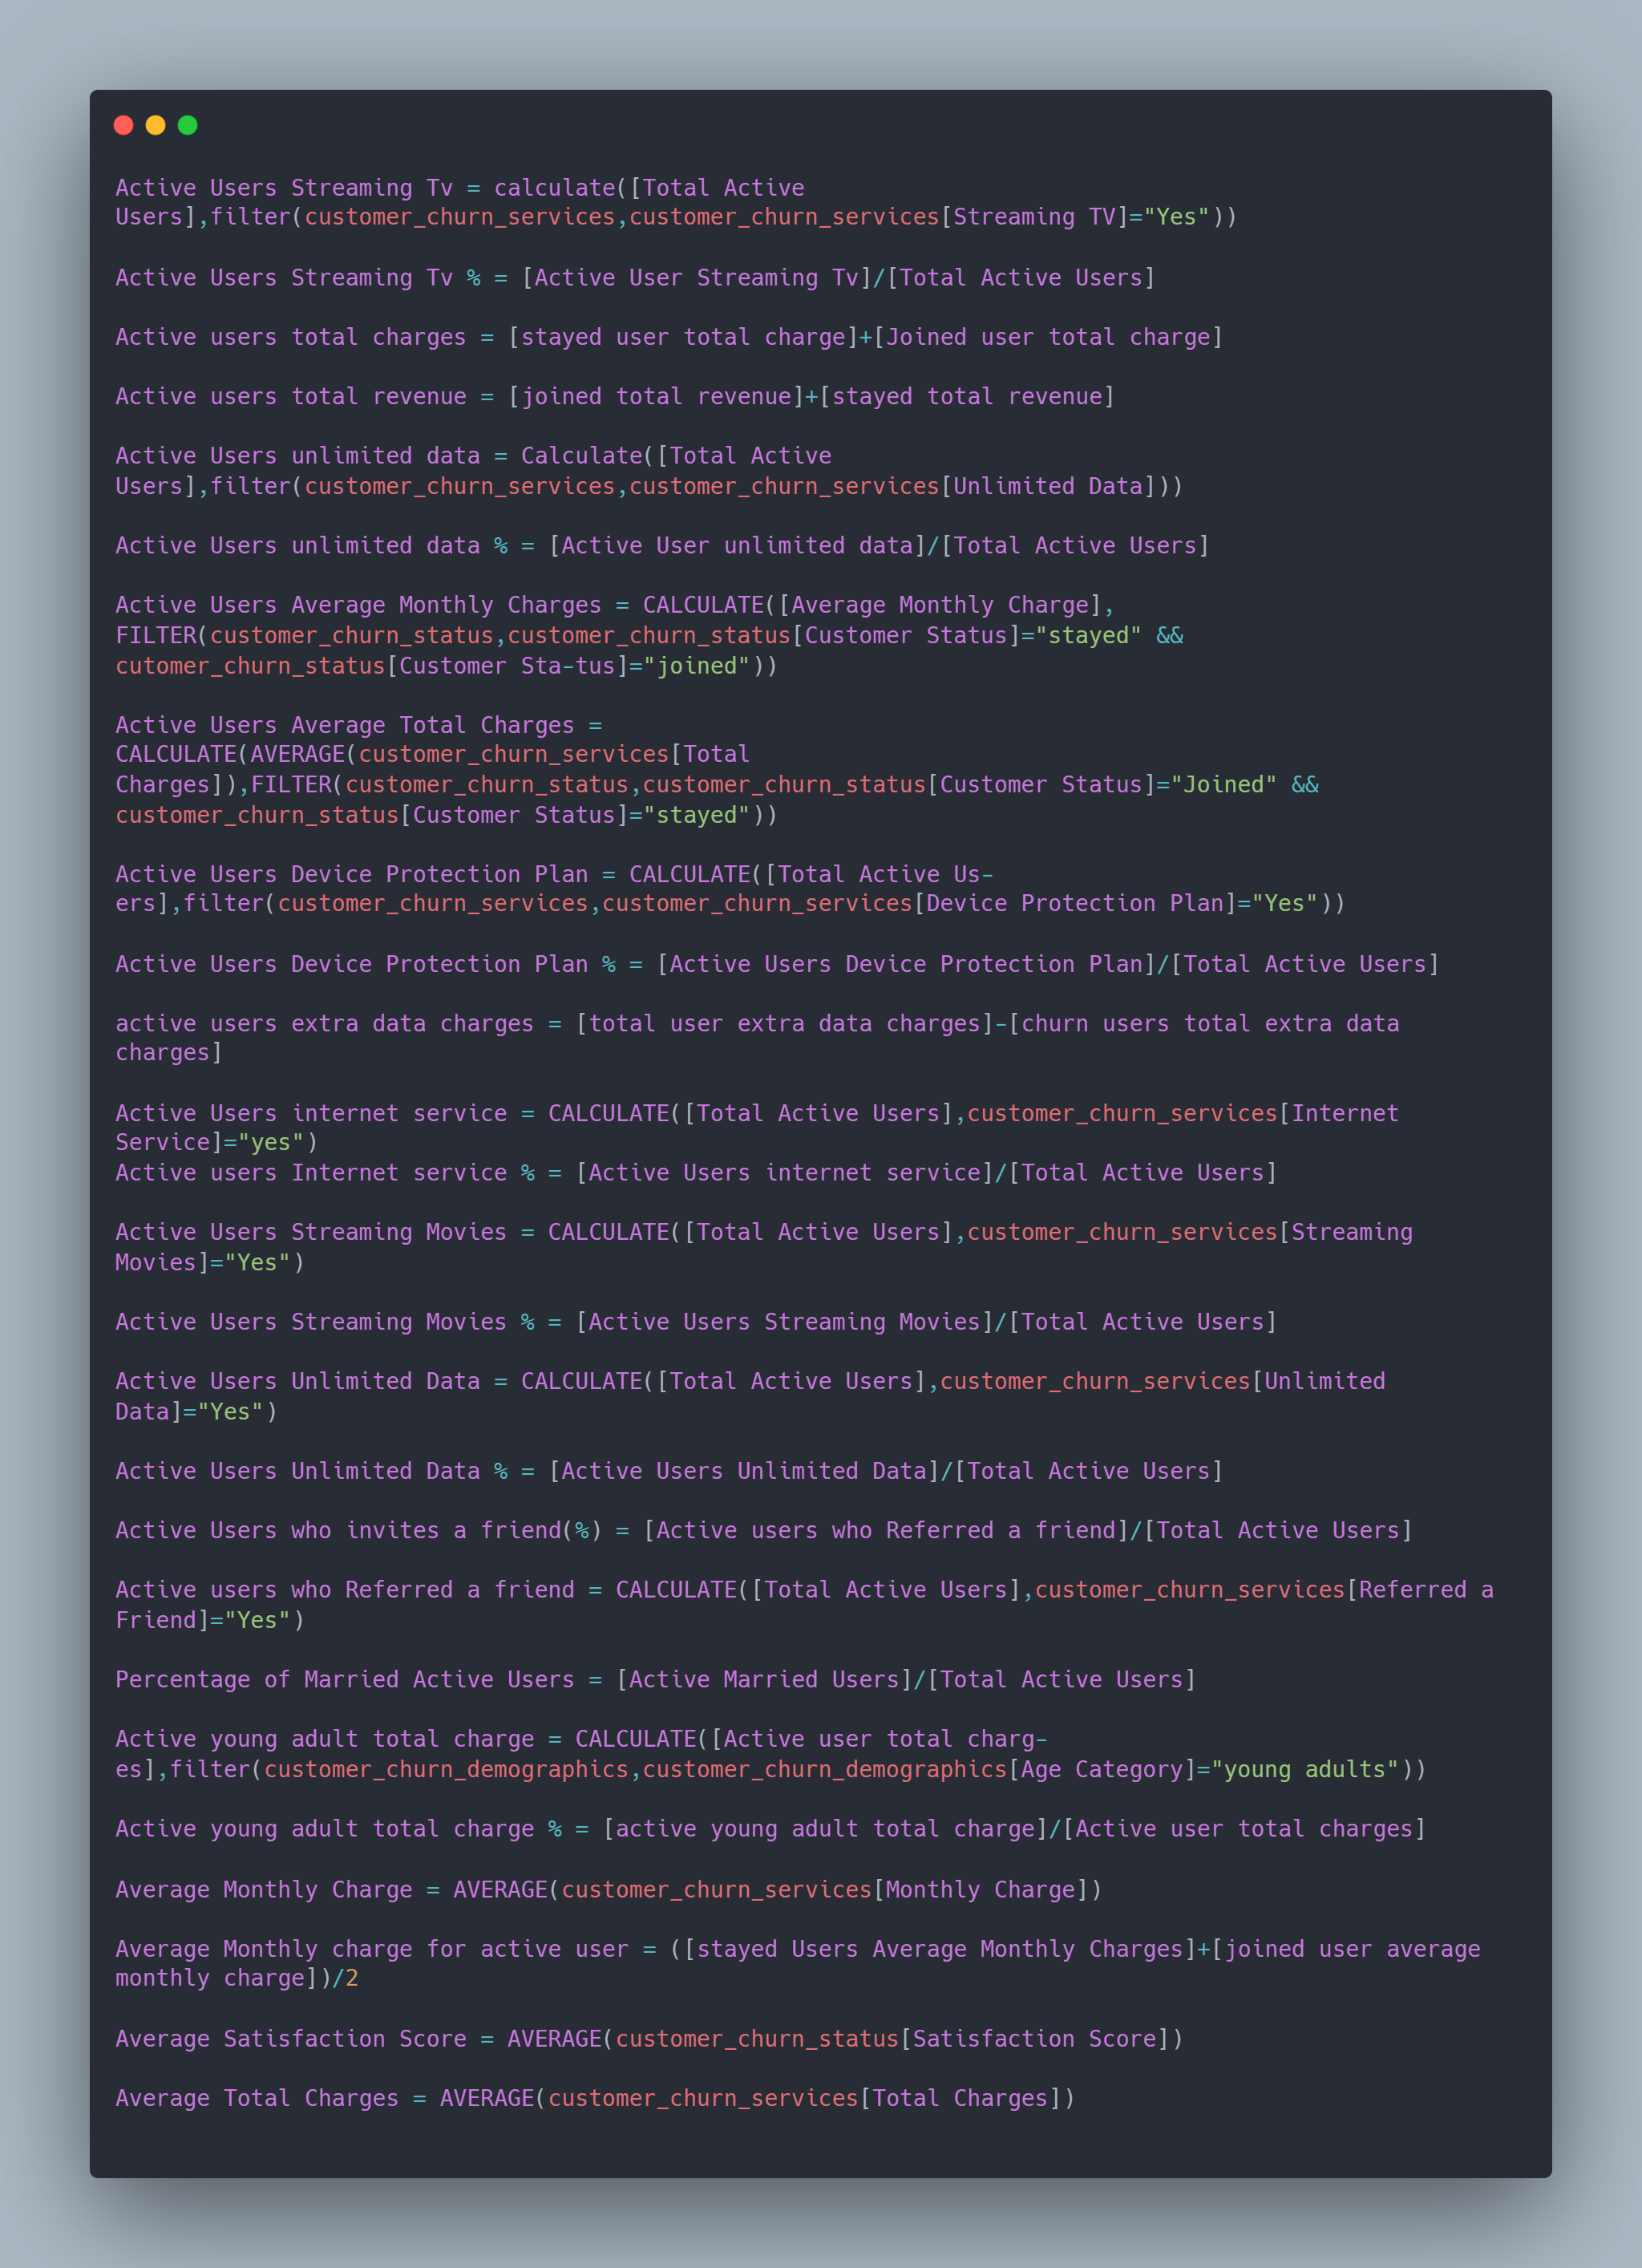 Active Users Streaming Tv = calculate([Total Active
Users],filter(customer_churn_services,customer_churn_services[Streaming TV]="Yes"))
Active Users Streaming Tv % = [Active User Streaming Tv]/[Total Active Users]
Active users total charges = [stayed user total charge]+[Joined user total charge]
Active users total revenue = [joined total revenue]+[stayed total revenue]
Active Users unlimited data = Calculate([Total Active
Users],filter(customer_churn_services,customer_churn_services[Unlimited Data]))
Active Users unlimited data % = [Active User unlimited data]/[Total Active Users]
Active Users Average Monthly Charges = CALCULATE([Average Monthly Charge],
FILTER(customer_churn_status,customer_churn_status[Customer Status]="stayed" &&
cutomer_churn_status[Customer Sta-tus]="joined"))
Active Users Average Total Charges =
CALCULATE(AVERAGE(customer_churn_services[Total
Charges]),FILTER(customer_churn_status,customer_churn_status[Customer Status]="Joined" &&
customer_churn_status[Customer Status]="stayed"))
Active Users Device Protection Plan = CALCULATE([Total Active Us-
ers],filter(customer_churn_services,customer_churn_services[Device Protection Plan]="Yes"))
Active Users Device Protection Plan % = [Active Users Device Protection Plan]/[Total Active Users]
active users extra data charges = [total user extra data charges]-[churn users total extra data
charges]
Active Users internet service = CALCULATE([Total Active Users],customer_churn_services[Internet
Service]="yes")
Active users Internet service % = [Active Users internet service]/[Total Active Users]
Active Users Streaming Movies = CALCULATE([Total Active Users],customer_churn_services[Streaming
Movies]="Yes")
Active Users Streaming Movies % = [Active Users Streaming Movies]/[Total Active Users]
Active Users Unlimited Data = CALCULATE([Total Active Users],customer_churn_services[Unlimited
Data]="Yes")
Active Users Unlimited Data % = [Active Users Unlimited Data]/[Total Active Users]
Active Users who invites a friend(%) = [Active users who Referred a friend]/[Total Active Users]
Active users who Referred a friend = CALCULATE([Total Active Users],customer_churn_services[Referred a
Friend]="Yes")
Percentage of Married Active Users = [Active Married Users]/[Total Active Users]
Active young adult total charge = CALCULATE([Active user total charg-
es],filter(customer_churn_demographics,customer_churn_demographics[Age Category]="young adults"))
Active young adult total charge % = [active young adult total charge]/[Active user total charges]
Average Monthly Charge = AVERAGE(customer_churn_services[Monthly Charge])
Average Monthly charge for active user = ([stayed Users Average Monthly Charges]+[joined user average
monthly charge])/2
Average Satisfaction Score = AVERAGE(customer_churn_status[Satisfaction Score])
Average Total Charges = AVERAGE(customer_churn_services[Total Charges])